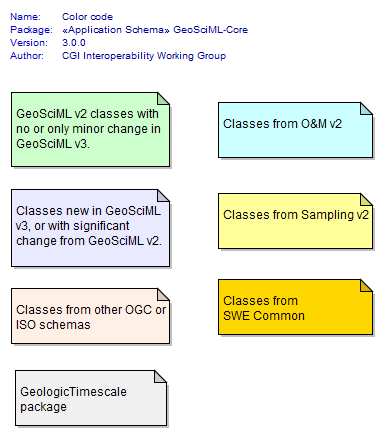 Name: Color code
Package: «Application Schema» GeoSciML-Core
Version: 3.0.0
Author: CGI Interoperability Working Group
GeoSciML v2 classes with
no or only minor change in
GeoSciML v3.
Classes from O&M v2
Classes new in GeoSciML
v3, or with significant
change from GeoSciML v2.
Classes from Sampling v2
Classes from other OGC or
ISO schemas
Classes from
SWE Common
GeologicTimescale
package